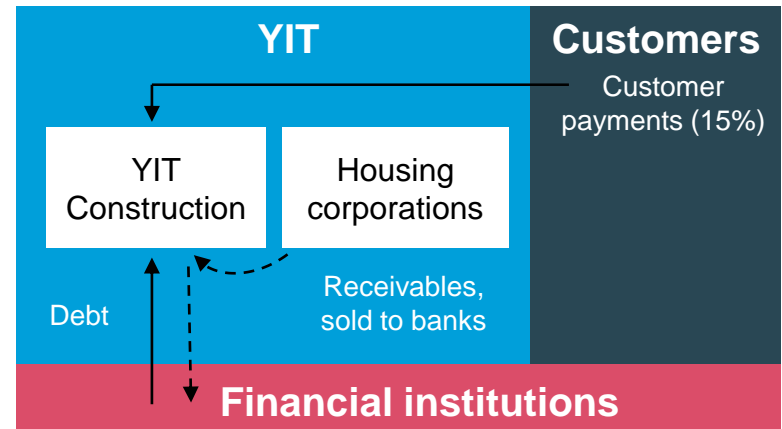 YIT
Customers
Customer
payments (15%)
YIT
Construction
Housing
corporations
Debt
Receivables,
sold to banks
Financial institutions